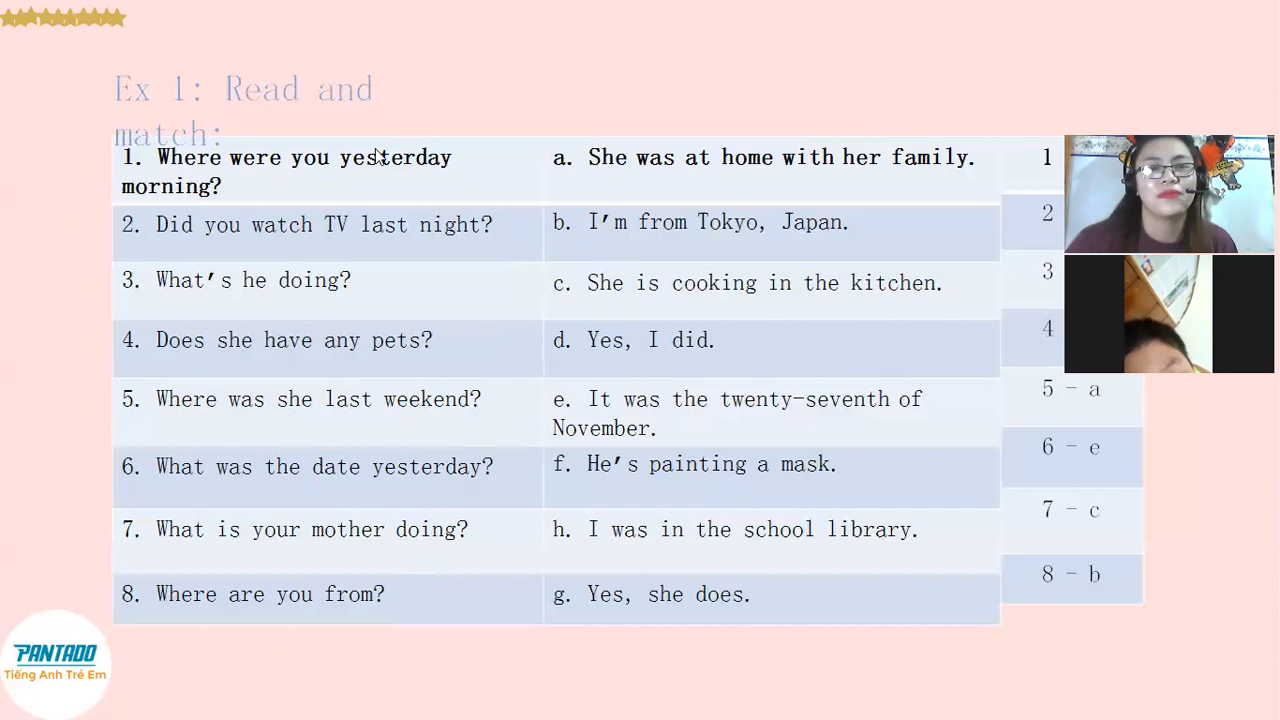 Ex 1: Read and
match:
1. Where were you yesterday
morning?
a. She was at home with her family.
1
2. Did you watch TV last night?
b. I'm from Tokyo, Japan.
2
3. What's he doing?
c. She is cooking in the kitchen.
3
4. Does she have any pets?
d. Yes, I did.
4
5. Where was she last weekend?
e. It was the twenty-seventh of
November.
5 - a
6. What was the date yesterday?
f. He's painting a mask.
6 - e
7. What is your mother doing?
h. I was in the school library.
7 - c
8. Where are you from?
g. Yes, she does.
8 - b
PANTADO
Tiếng Anh Trẻ Em